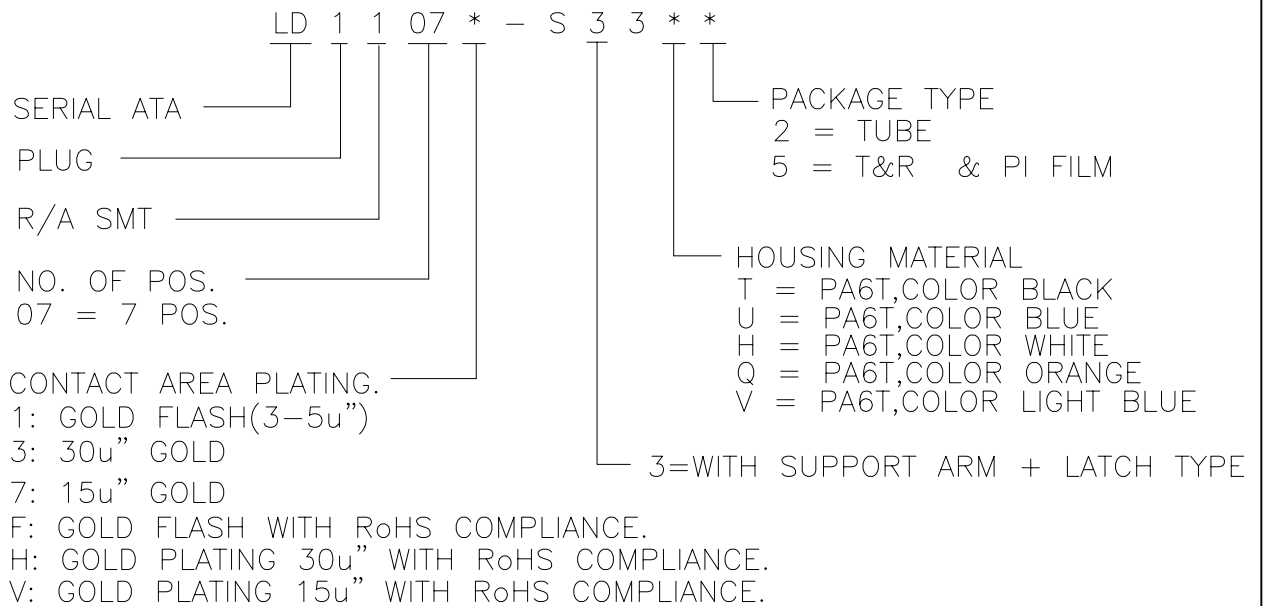 LD 1 1 07 * - S 3 3 * *
SERIAL ATA
PLUG
R/A SMT
NO. OF POS.
07 = 7 POS.
CONTACT AREA PLATING.
1: GOLD FLASH(3-5u")
3: 30u" GOLD
7: 15u" GOLD
F: GOLD FLASH WITH RoHS COMPLIANCE.
H: GOLD PLATING 30u" WITH RoHS COMPLIANCE.
V: GOLD PLATING 15u" WITH RoHS COMPLIANCE.
PACKAGE TYPE
2 = TUBE
5 = T&R & PI FILM
HOUSING MATERIAL
T = PA6T,COLOR BLACK
U = PA6T,COLOR BLUE
H = PA6T,COLOR WHITE
Q = PA6T,COLOR ORANGE
V = PA6T,COLOR LIGHT BLUE
3=WITH SUPPORT ARM + LATCH TYPE